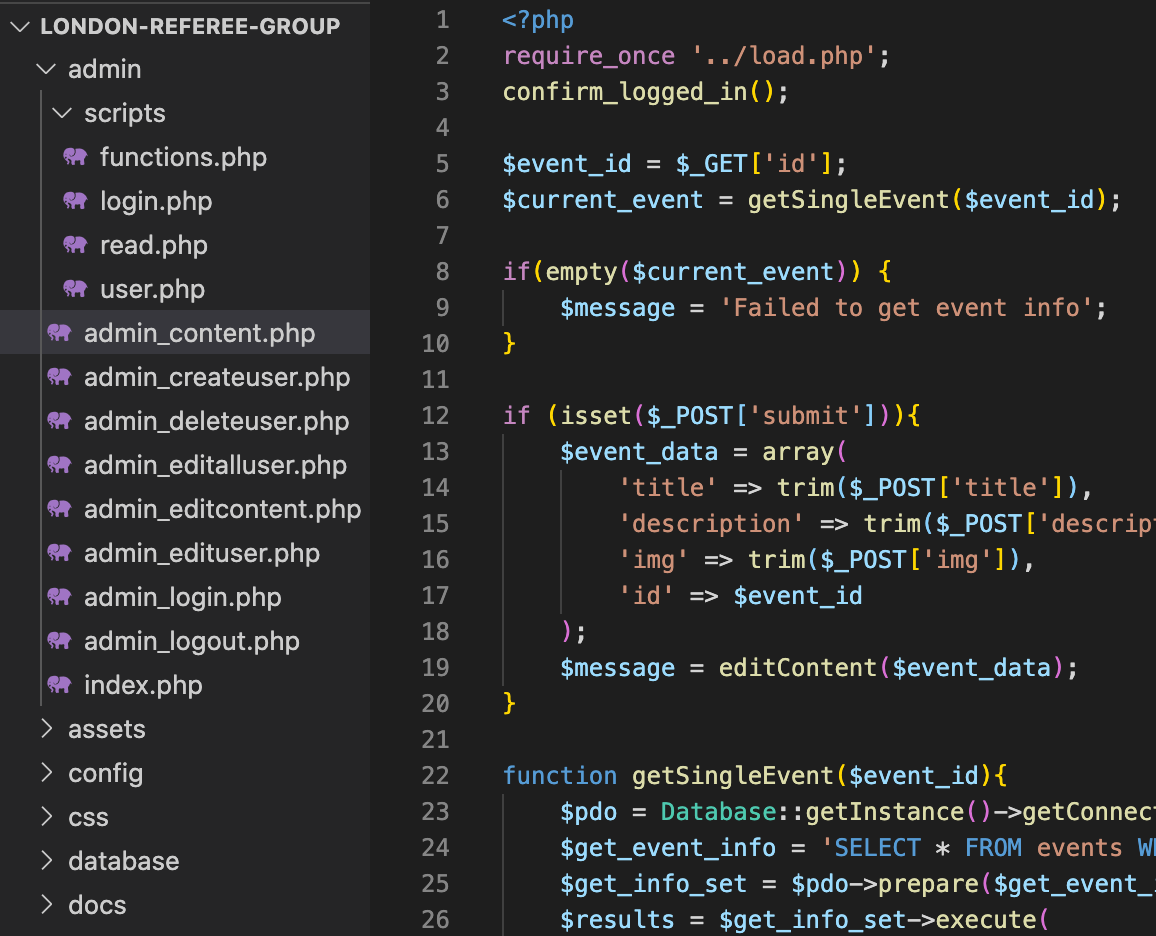 LONDON-REFEREE-GROUP
admin
scripts
functions.php
login.php
read.php
user.php
admin_content.php
admin_createuser.php
admin_deleteuser.php
admin_editalluser.php
admin_editcontent.php
admin_edituser.php
admin_login.php
admin_logout.php
index.php
assets
config
css
database
docs
1 <?php
2 require_once '../load.php';
3 confirm_logged_in();
4
5 $event_id = $_GET['id'];
6 $current_event = getSingleEvent($event_id);
7
8 if(empty($current_event)) {
9     $message = 'Failed to get event info';
10 }
11
12 if (isset($_POST['submit'])){
13     $event_data = array(
14         'title' => trim($_POST['title']),
15         'description' => trim($_POST['descript
16         'img' => trim($_POST['img']),
17         'id' => $event_id
18     );
19     $message = editContent($event_data);
20 }
21
22 function getSingleEvent($event_id){
23     $pdo = Database::getInstance()->getConnect
24     $get_event_info = 'SELECT * FROM events WH
25     $get_info_set = $pdo->prepare($get_event_
26     $results = $get_info_set->execute(